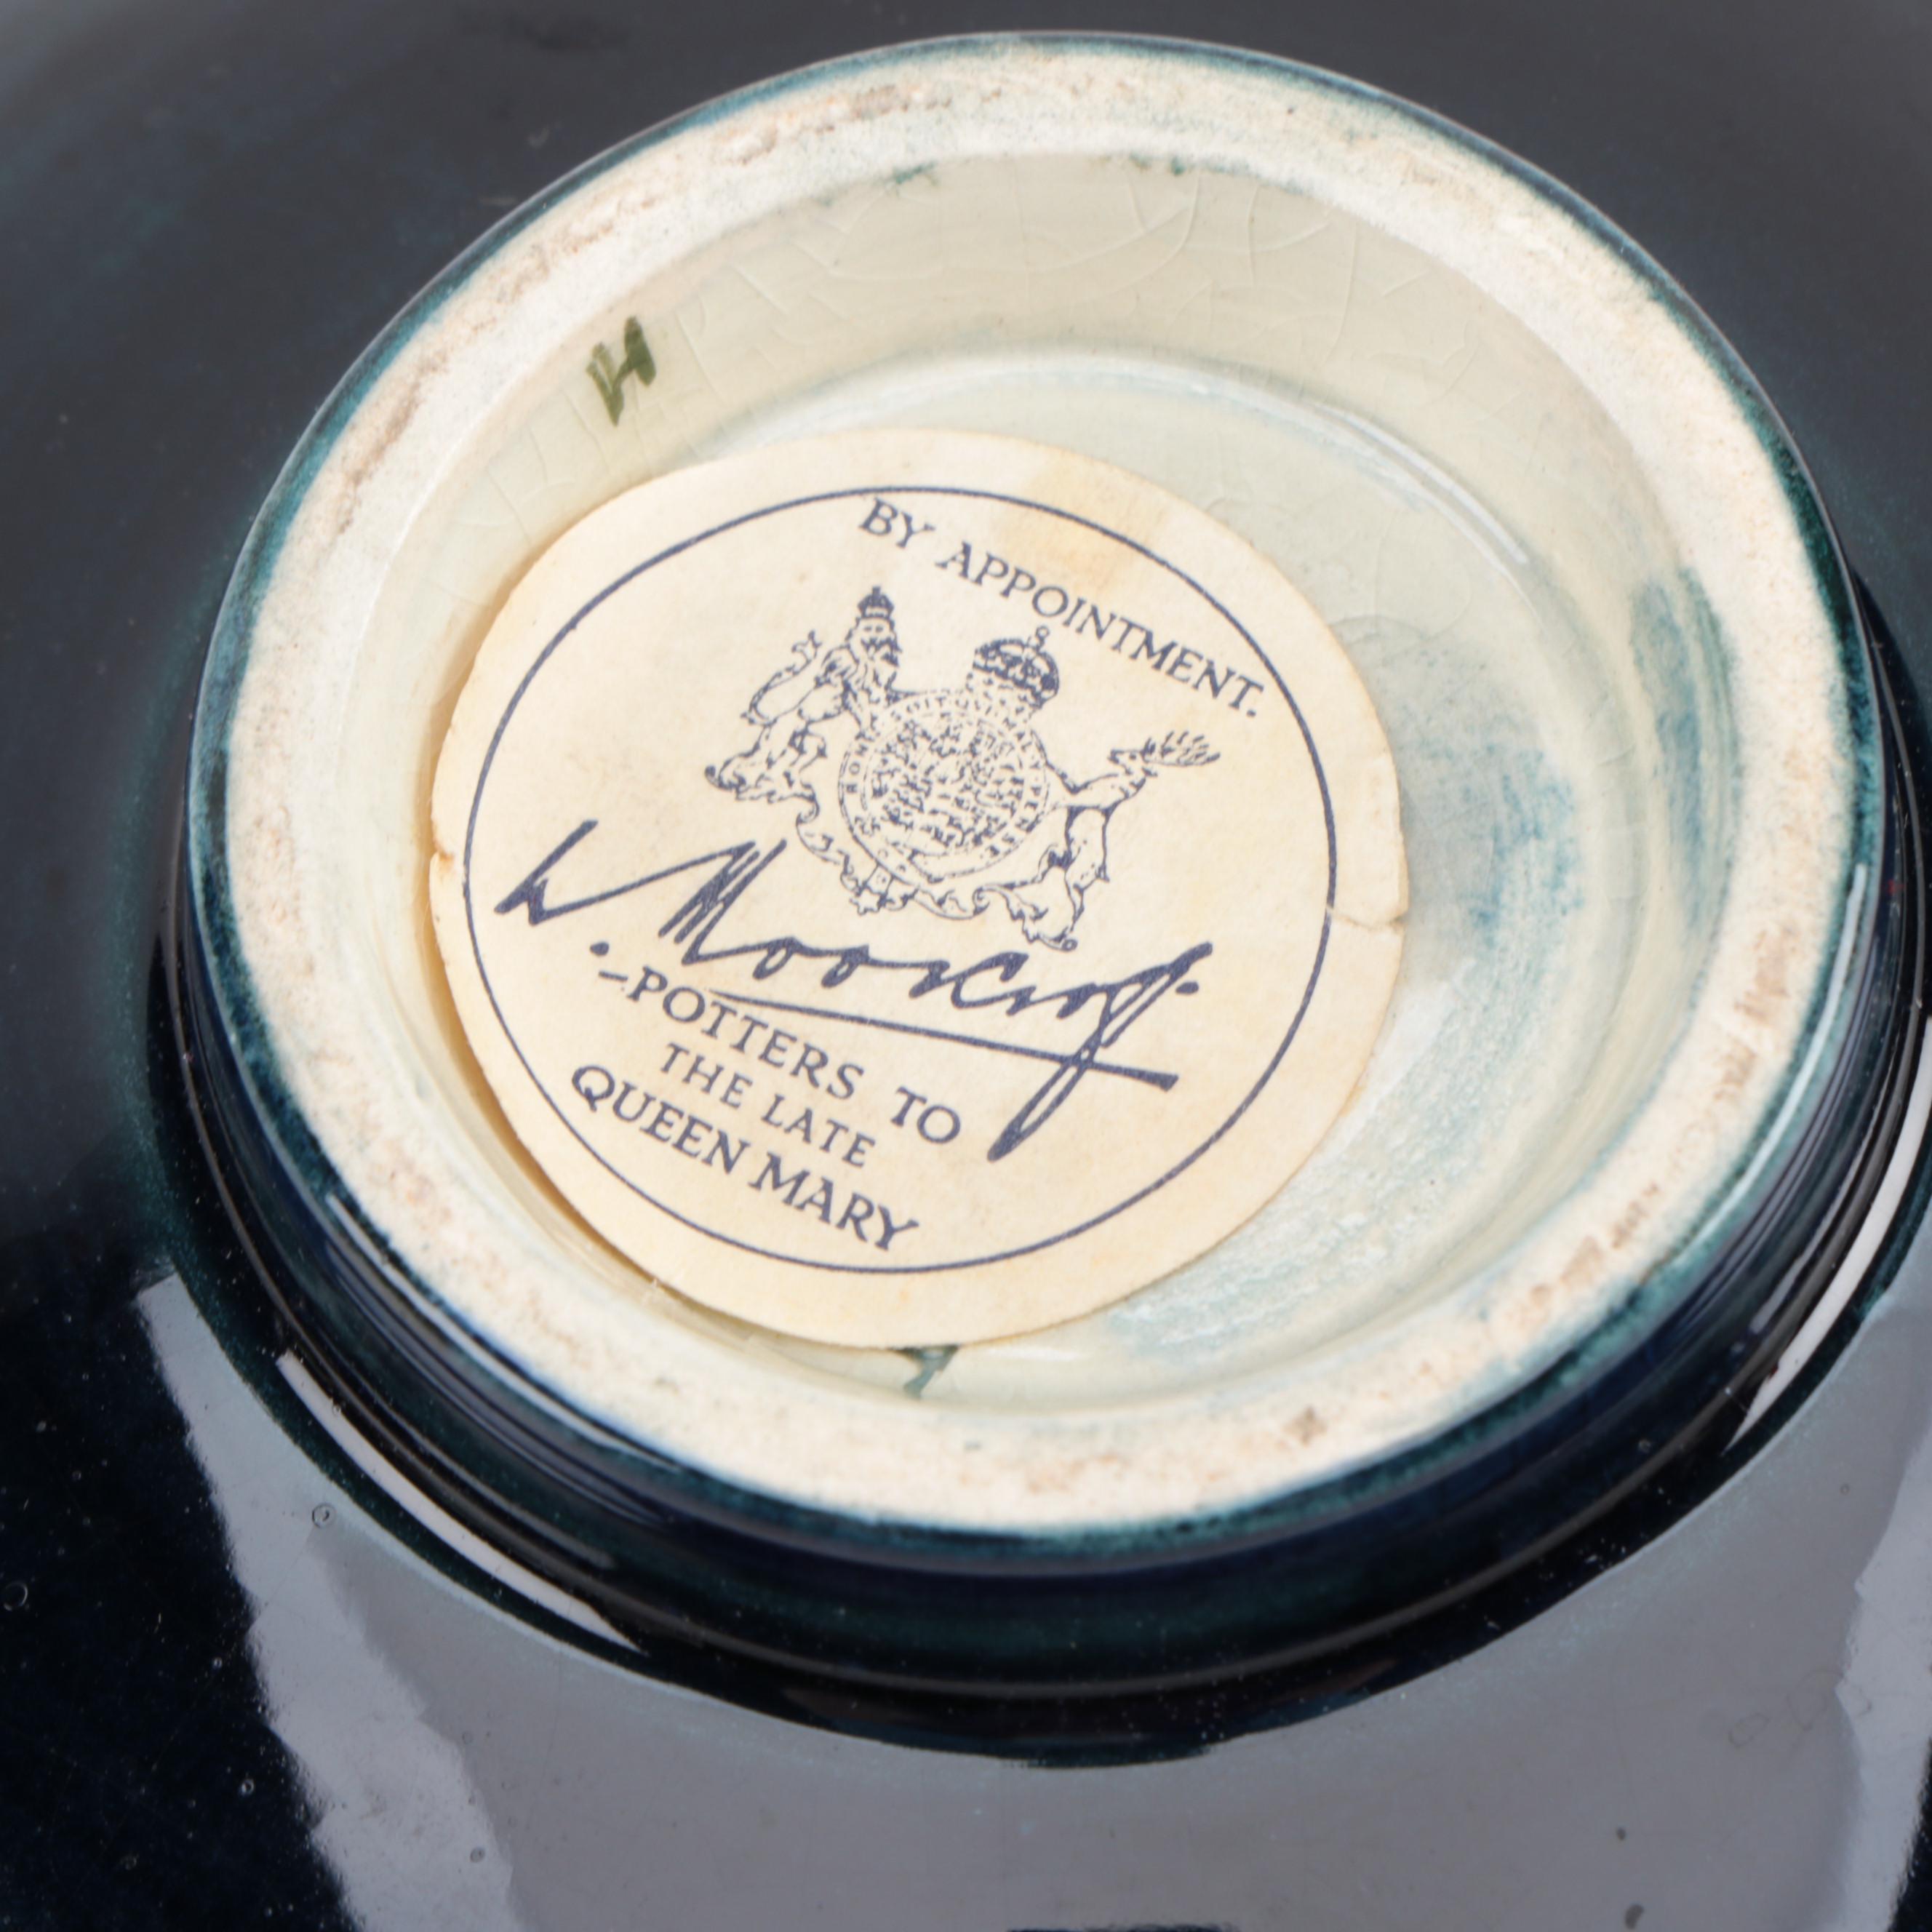 H
BY APPOINTMENT.
W. Moorcroft.
POTTERS TO
THE LATE
QUEEN MARY